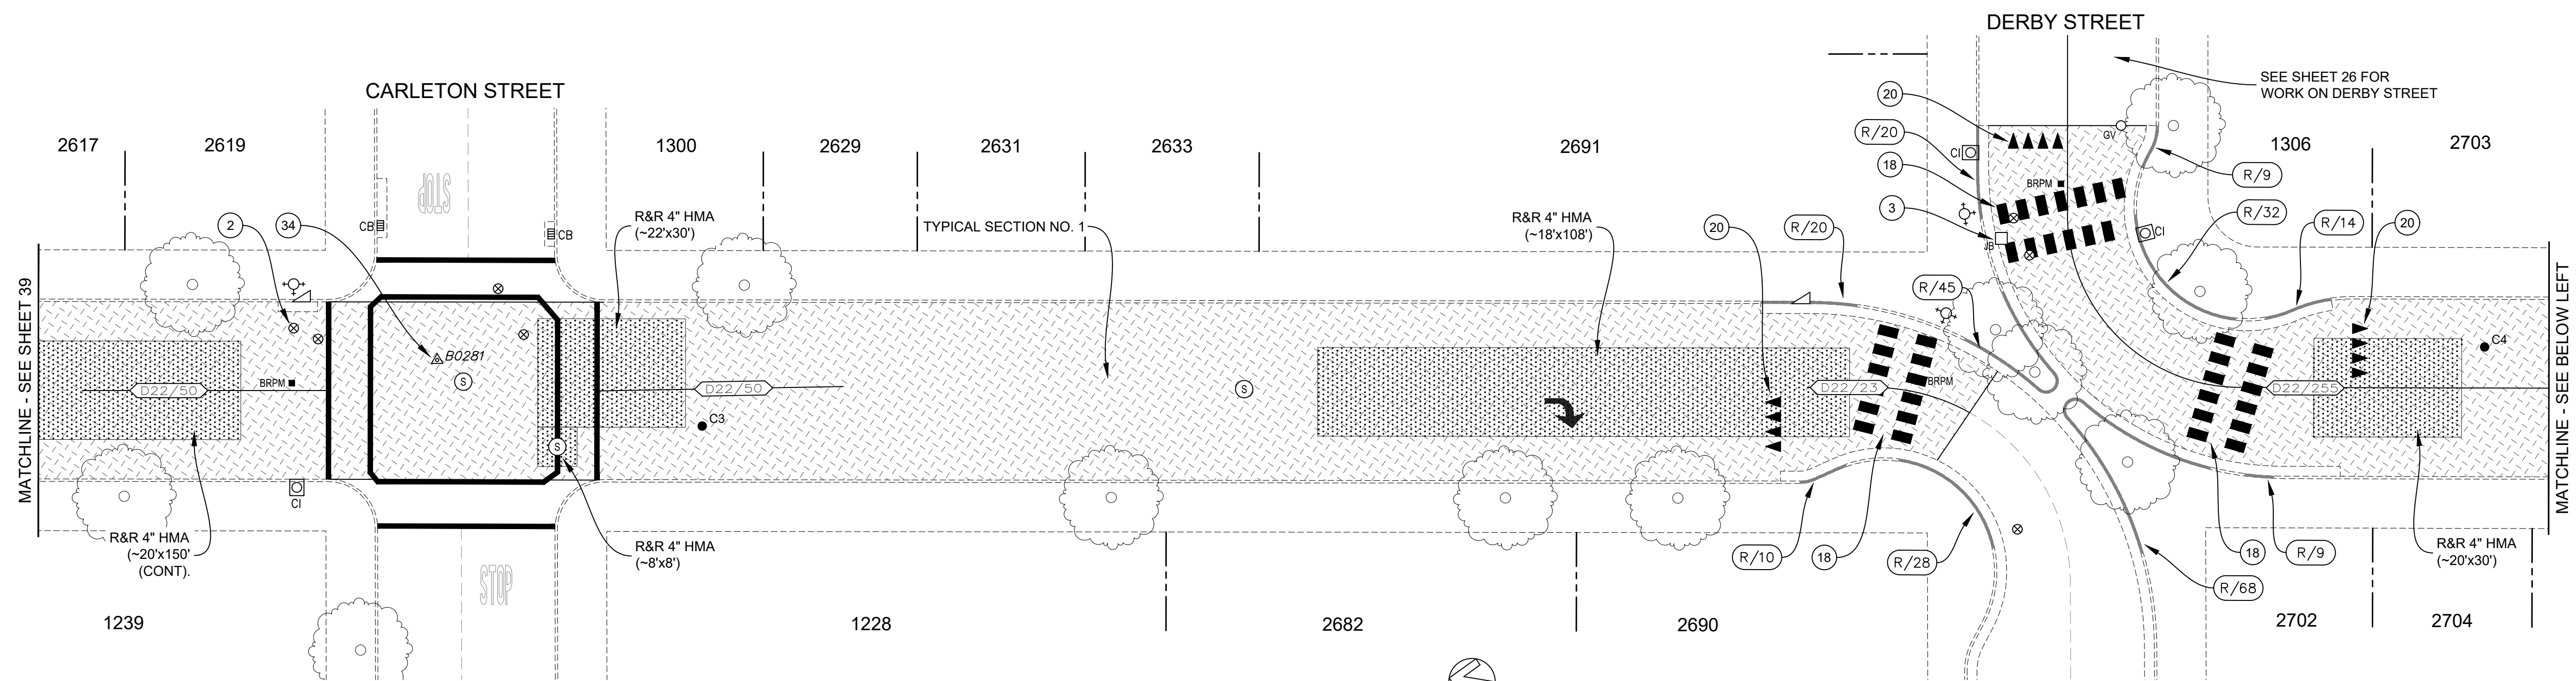 DERBY STREET
SEE SHEET 26 FOR
WORK ON DERBY STREET
CARLETON STREET
2617
2619
1300
2629
2631
2633
2691
1306
2703
20
R/20
18
3
CI
GV
BRPM
JB
CI
R/9
R/32
R/14
20
STOP
CB
CB
2
34
R&R 4" HMA
(~22'x30')
TYPICAL SECTION NO. 1
R&R 4" HMA
(~18'x108')
20
R/20
R/45
MATCHLINE - SEE SHEET 39
B0281
S
S
BRPM
D22/50
D22/50
C3
S
D22/23
BRPM
D22/255
C4
MATCHLINE - SEE BELOW LEFT
CI
R&R 4" HMA
(~20'x150'
(CONT).
R&R 4" HMA
(~8'x8')
R/10
18
R/28
18
R/9
R/68
R&R 4" HMA
(~20'x30')
STOP
1239
1228
2682
2690
2702
2704